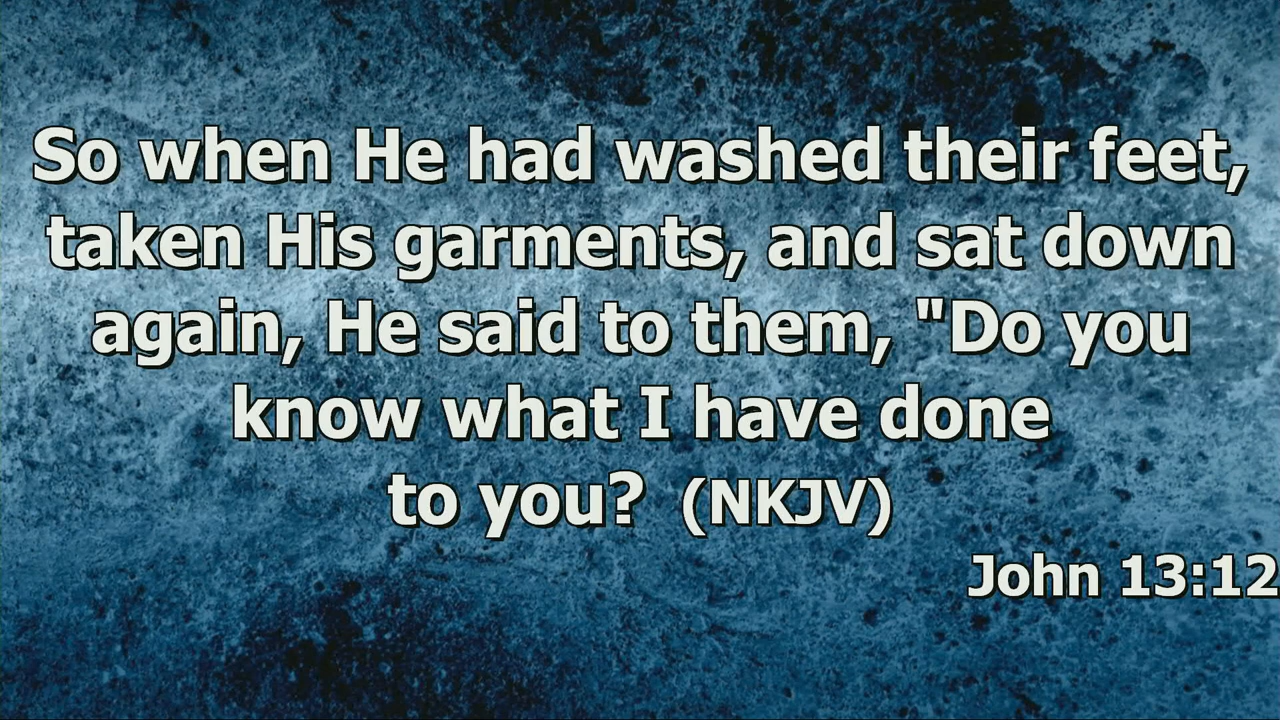 So when He had washed their feet,
taken His garments, and sat down
again, He said to them, "Do you
know what I have done
to you? (NKJV)
John 13:12